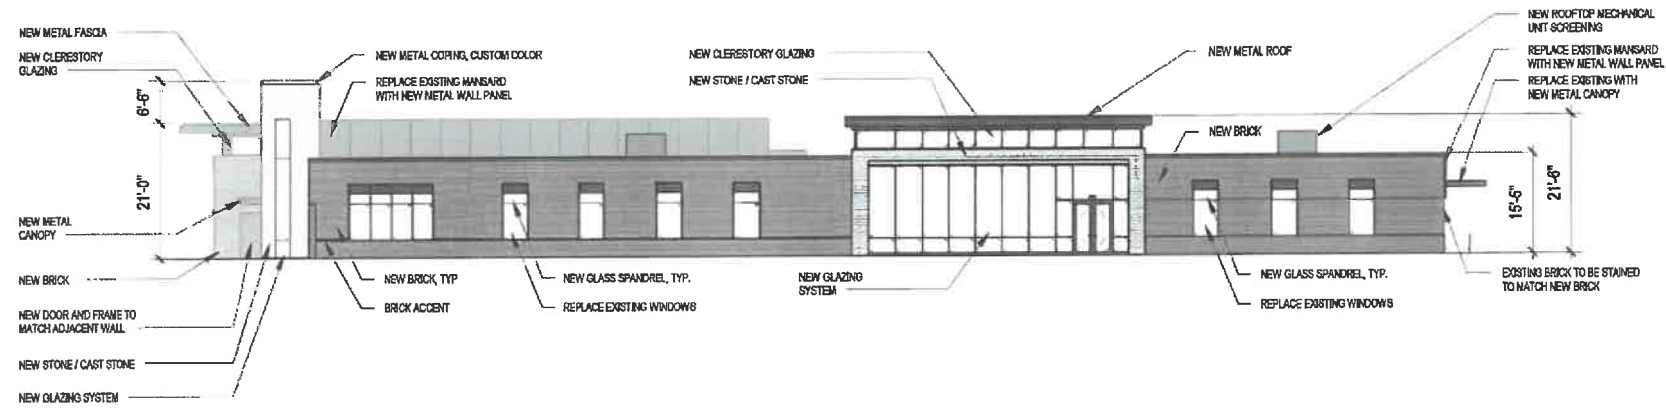 NEW METAL FASCIA
NEW CLERESTORY
GLAZING
6'-6"
21'-0"
NEW METAL
CANOPY
NEW BRICK
NEW DOOR AND FRAME TO
MATCH ADJACENT WALL
NEW STONE / CAST STONE
NEW GLAZING SYSTEM
NEW METAL COPING, CUSTOM COLOR
REPLACE EXISTING MANSARD
WITH NEW METAL WALL PANEL
NEW BRICK, TYP
BRICK ACCENT
NEW GLASS SPANDREL, TYP.
REPLACE EXISTING WINDOWS
NEW CLERESTORY GLAZING
NEW STONE / CAST STONE
NEW GLAZING
SYSTEM
NEW METAL ROOF
NEW BRICK
NEW GLASS SPANDREL, TYP.
REPLACE EXISTING WINDOWS
NEW ROOFTOP MECHANICAL
UNIT SCREENING
REPLACE EXISTING MANSARD
WITH NEW METAL WALL PANEL
REPLACE EXISTING WITH
NEW METAL CANOPY
15'-6"
21'-6"
EXISTING BRICK TO BE STAINED
TO MATCH NEW BRICK